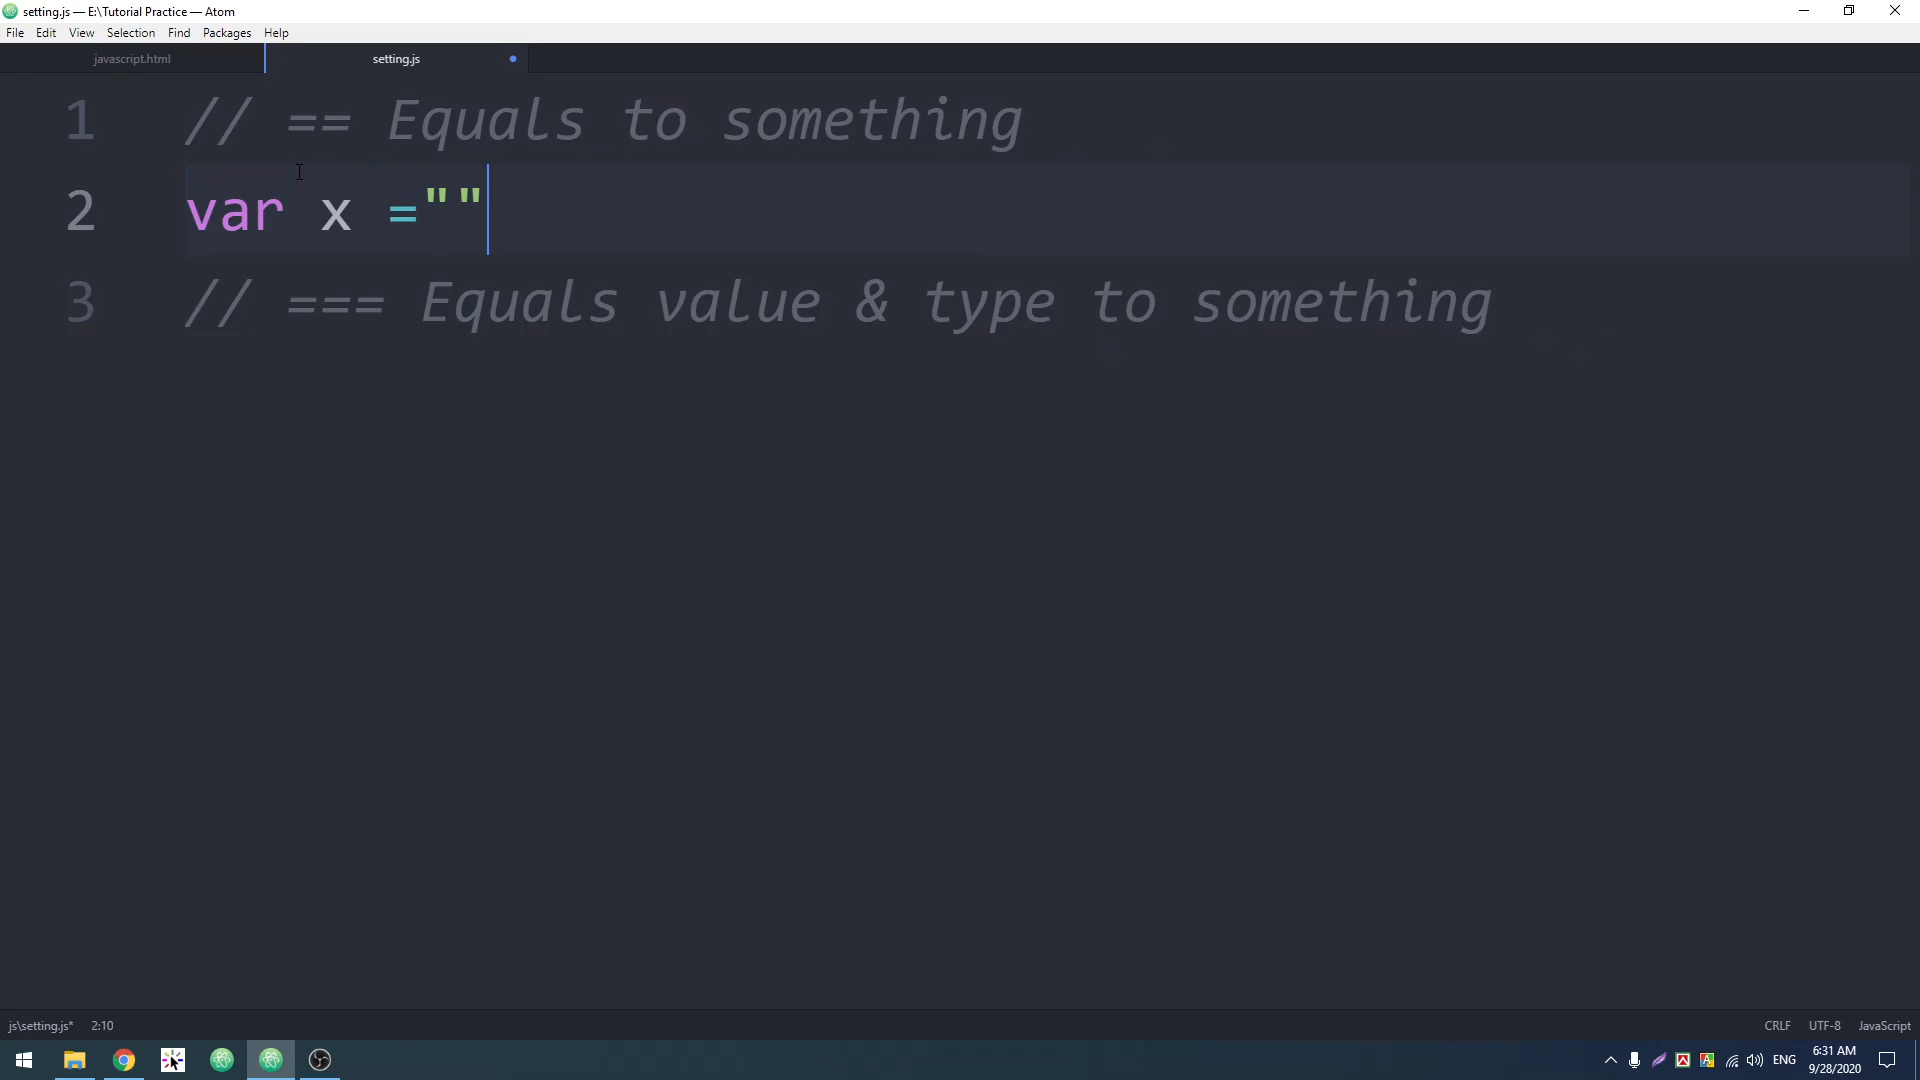 setting.js — E:\Tutorial Practice — Atom
File Edit View Selection Find Packages Help
javascript.html setting.js
1 // == Equals to something
2 var x =""
3 // === Equals value & type to something
js\setting.js* 2:10 CRLF UTF-8 JavaScript
ENG 6:31 AM
9/28/2020